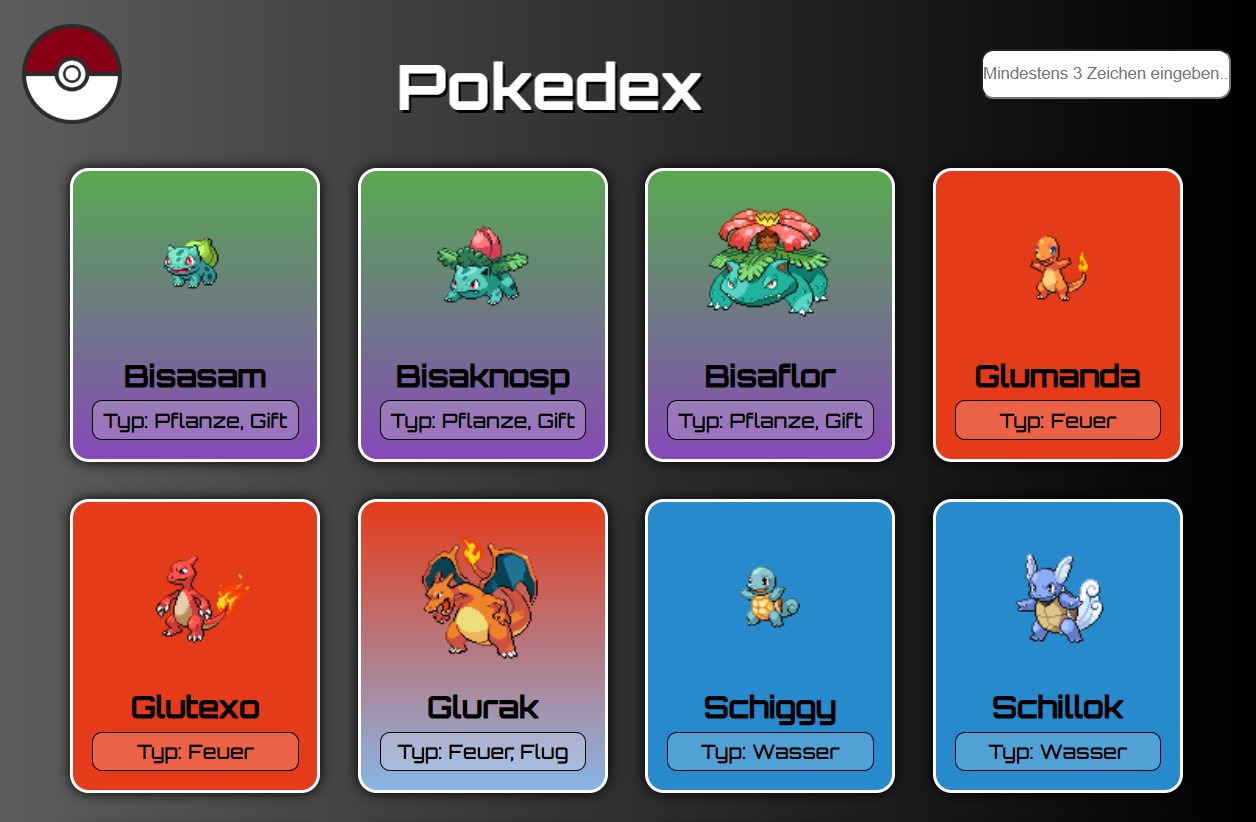 Pokedex
Mindestens 3 Zeichen eingeben..
Bisasam
Typ: Pflanze, Gift
Bisaknosp
Typ: Pflanze, Gift
Bisaflor
Typ: Pflanze, Gift
Glumanda
Typ: Feuer
Glutexo
Typ: Feuer
Glurak
Typ: Feuer, Flug
Schiggy
Typ: Wasser
Schillok
Typ: Wasser